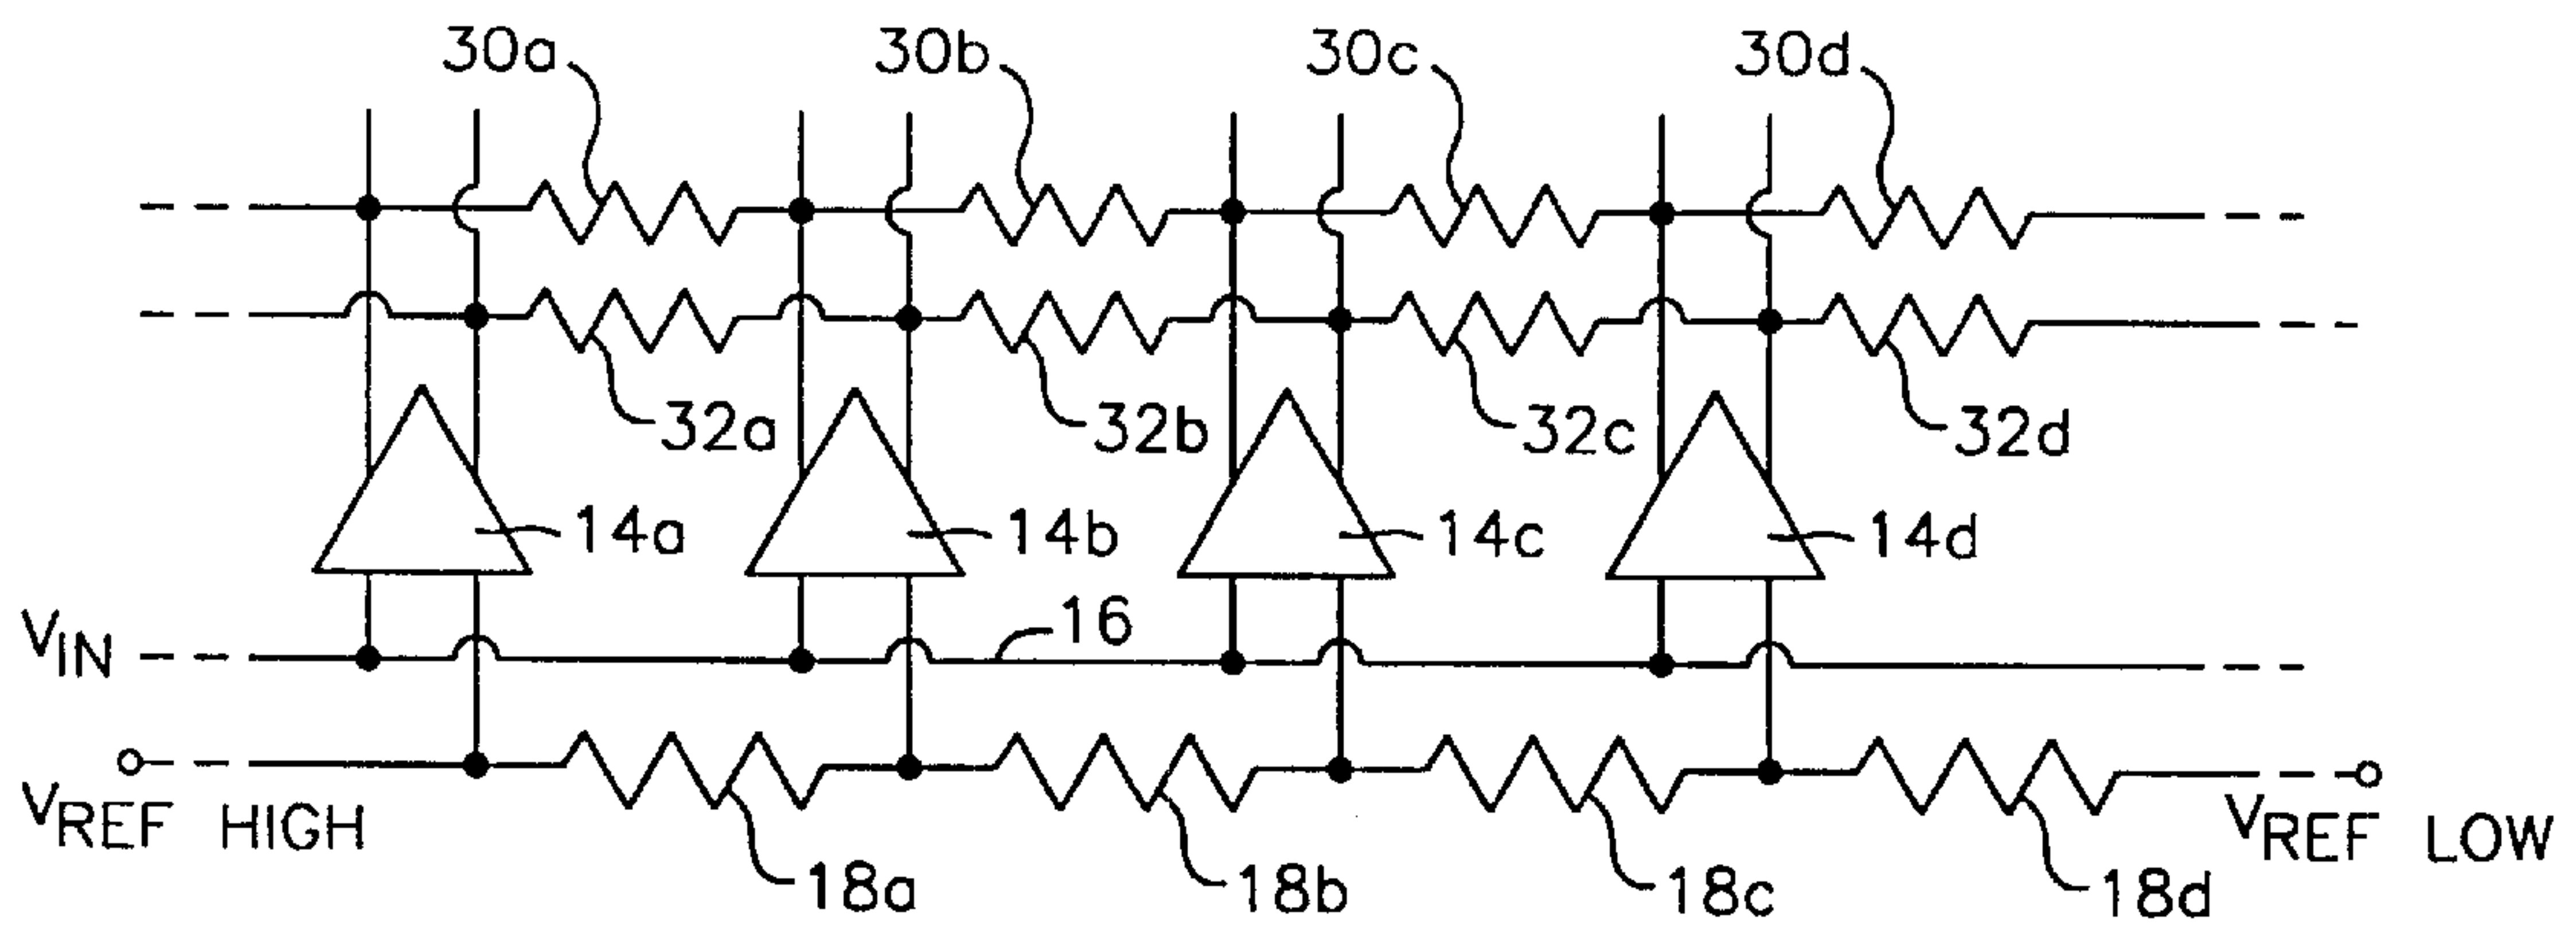 30a
30b
30c
30d
32a
32b
32c
32d
14a
14b
14c
14d
16
VIN
VREF HIGH
VREF LOW
18a
18b
18c
18d